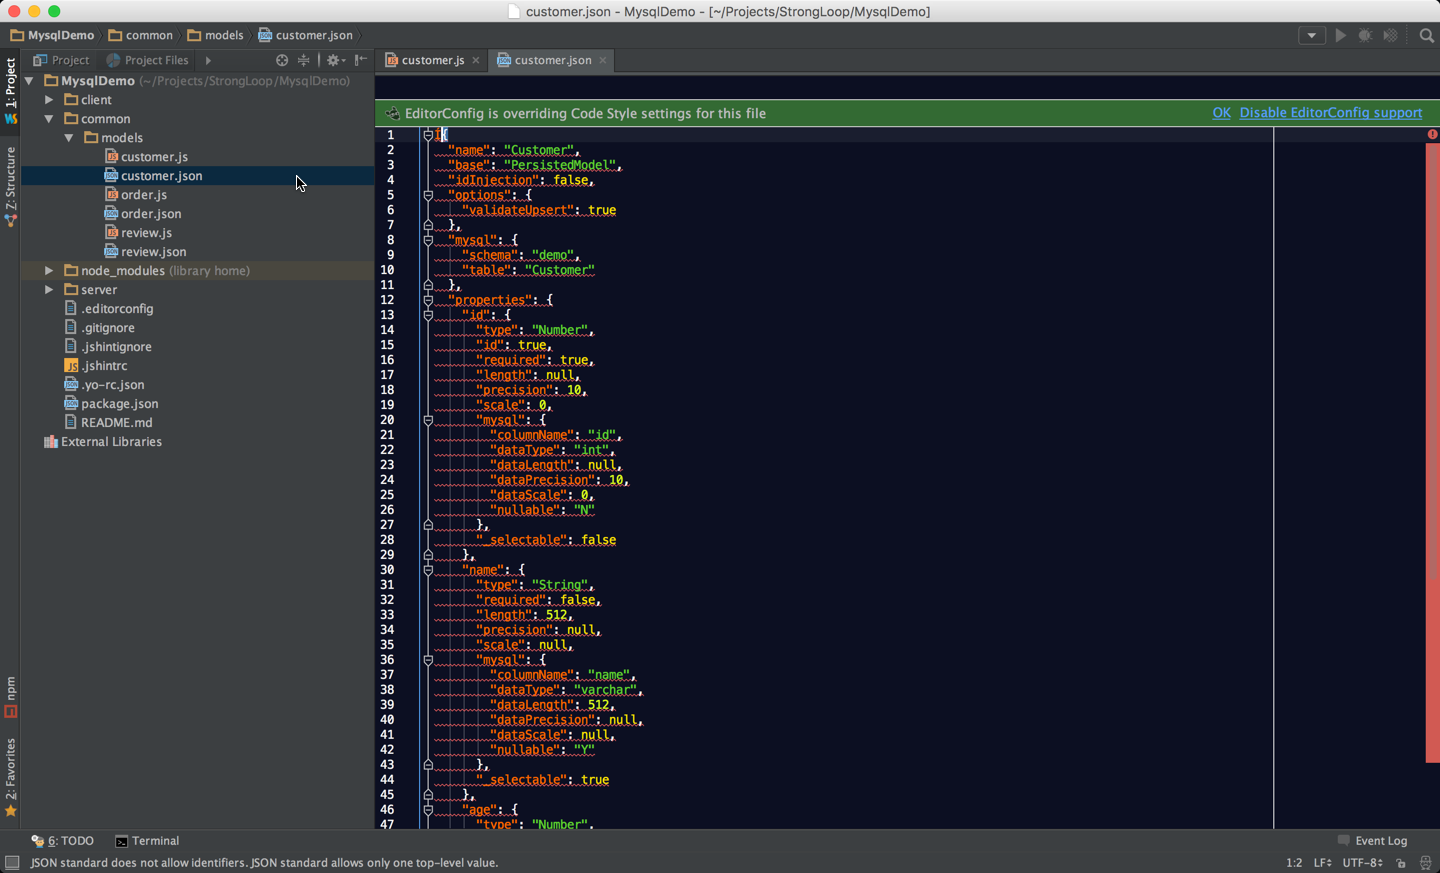 customer.json - MysqlDemo - [~/Projects/StrongLoop/MysqlDemo]
MysqlDemo common models customer.json
1: Project
Z: Structure
npm
2: Favorites
Project Project Files
MysqlDemo (~/Projects/StrongLoop/MysqlDemo)
client
common
models
customer.js
customer.json
order.js
order.json
review.js
review.json
node_modules (library home)
server
.editorconfig
.gitignore
.jshintignore
.jshintrc
.yo-rc.json
package.json
README.md
External Libraries
customer.js customer.json
EditorConfig is overriding Code Style settings for this file OK Disable EditorConfig support
1 {
2 "name": "Customer",
3 "base": "PersistedModel",
4 "idInjection": false,
5 "options": {
6 "validateUpsert": true
7 },
8 "mysql": {
9 "schema": "demo",
10 "table": "Customer"
11 },
12 "properties": {
13 "id": {
14 "type": "Number",
15 "id": true,
16 "required": true,
17 "length": null,
18 "precision": 10,
19 "scale": 0,
20 "mysql": {
21 "columnName": "id",
22 "dataType": "int",
23 "dataLength": null,
24 "dataPrecision": 10,
25 "dataScale": 0,
26 "nullable": "N"
27 },
28 "_selectable": false
29 },
30 "name": {
31 "type": "String",
32 "required": false,
33 "length": 512,
34 "precision": null,
35 "scale": null,
36 "mysql": {
37 "columnName": "name",
38 "dataType": "varchar",
39 "dataLength": 512,
40 "dataPrecision": null,
41 "dataScale": null,
42 "nullable": "Y"
43 },
44 "_selectable": true
45 },
46 "age": {
47 "type": "Number",
6: TODO Terminal Event Log
JSON standard does not allow identifiers. JSON standard allows only one top-level value. 1:2 LF UTF-8